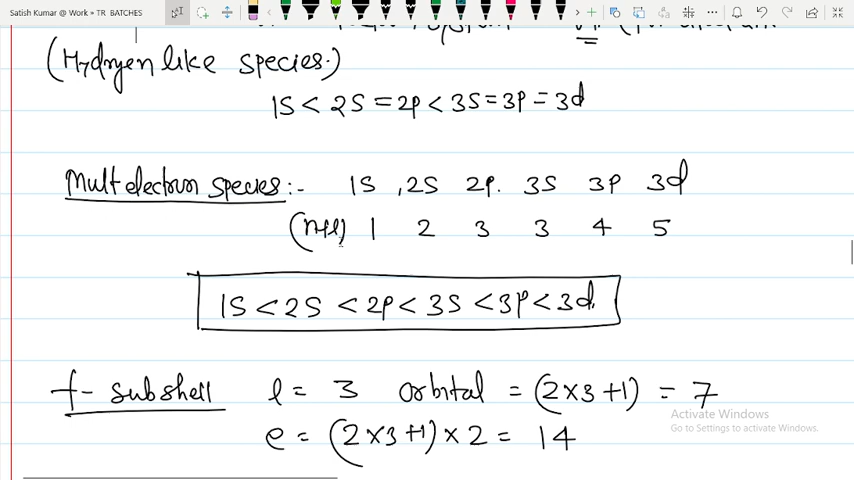 Satish Kumar @ Work » TR BATCHES
(Hydryen like species.)
1S < 2S = 2p < 3S = 3p = 3d
Multelectron species:- 1S , 2S 2p. 3S 3p 3d
(n+l) 1 2 3 3 4 5
1S < 2S < 2p < 3S < 3p < 3d.
f- subshell l = 3 orbital = (2×3+1) = 7
e = (2×3+1)×2 = 14
Activate Windows
Go to Settings to activate Windows.